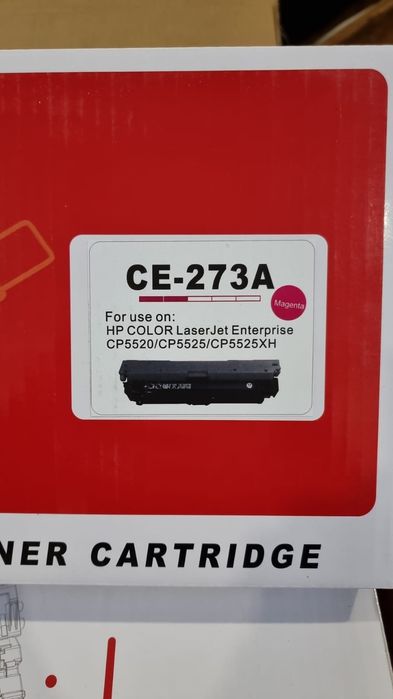 CE-273A
Magenta
For use on:
HP COLOR LaserJet Enterprise
CP5520/CP5525/CP5525XH
NER CARTRIDGE